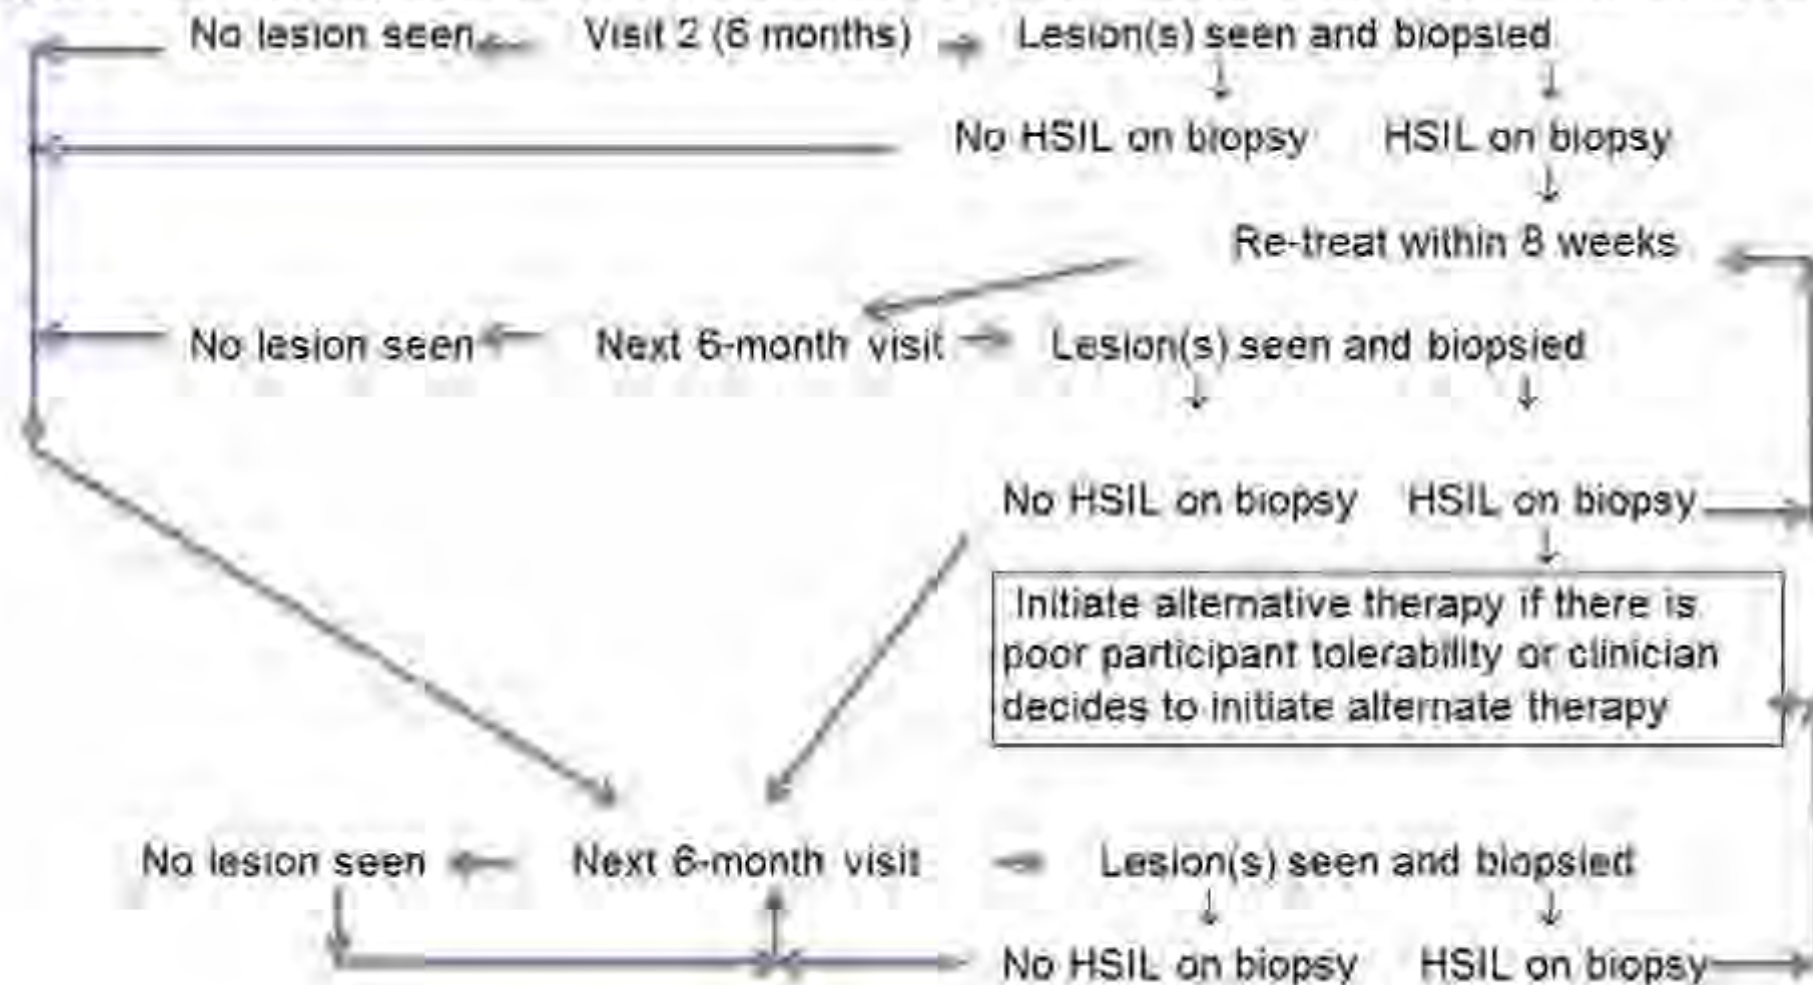 No lesion seen Visit 2 (6 months) Lesion(s) seen and biopsied
No HSIL on biopsy HSIL on biopsy
Re-treat within 8 weeks
No lesion seen Next 6-month visit Lesion(s) seen and biopsied
No HSIL on biopsy HSIL on biopsy
Initiate alternative therapy if there is
poor participant tolerability or clinician
decides to initiate alternate therapy
No lesion seen Next 6-month visit Lesion(s) seen and biopsied
No HSIL on biopsy HSIL on biopsy